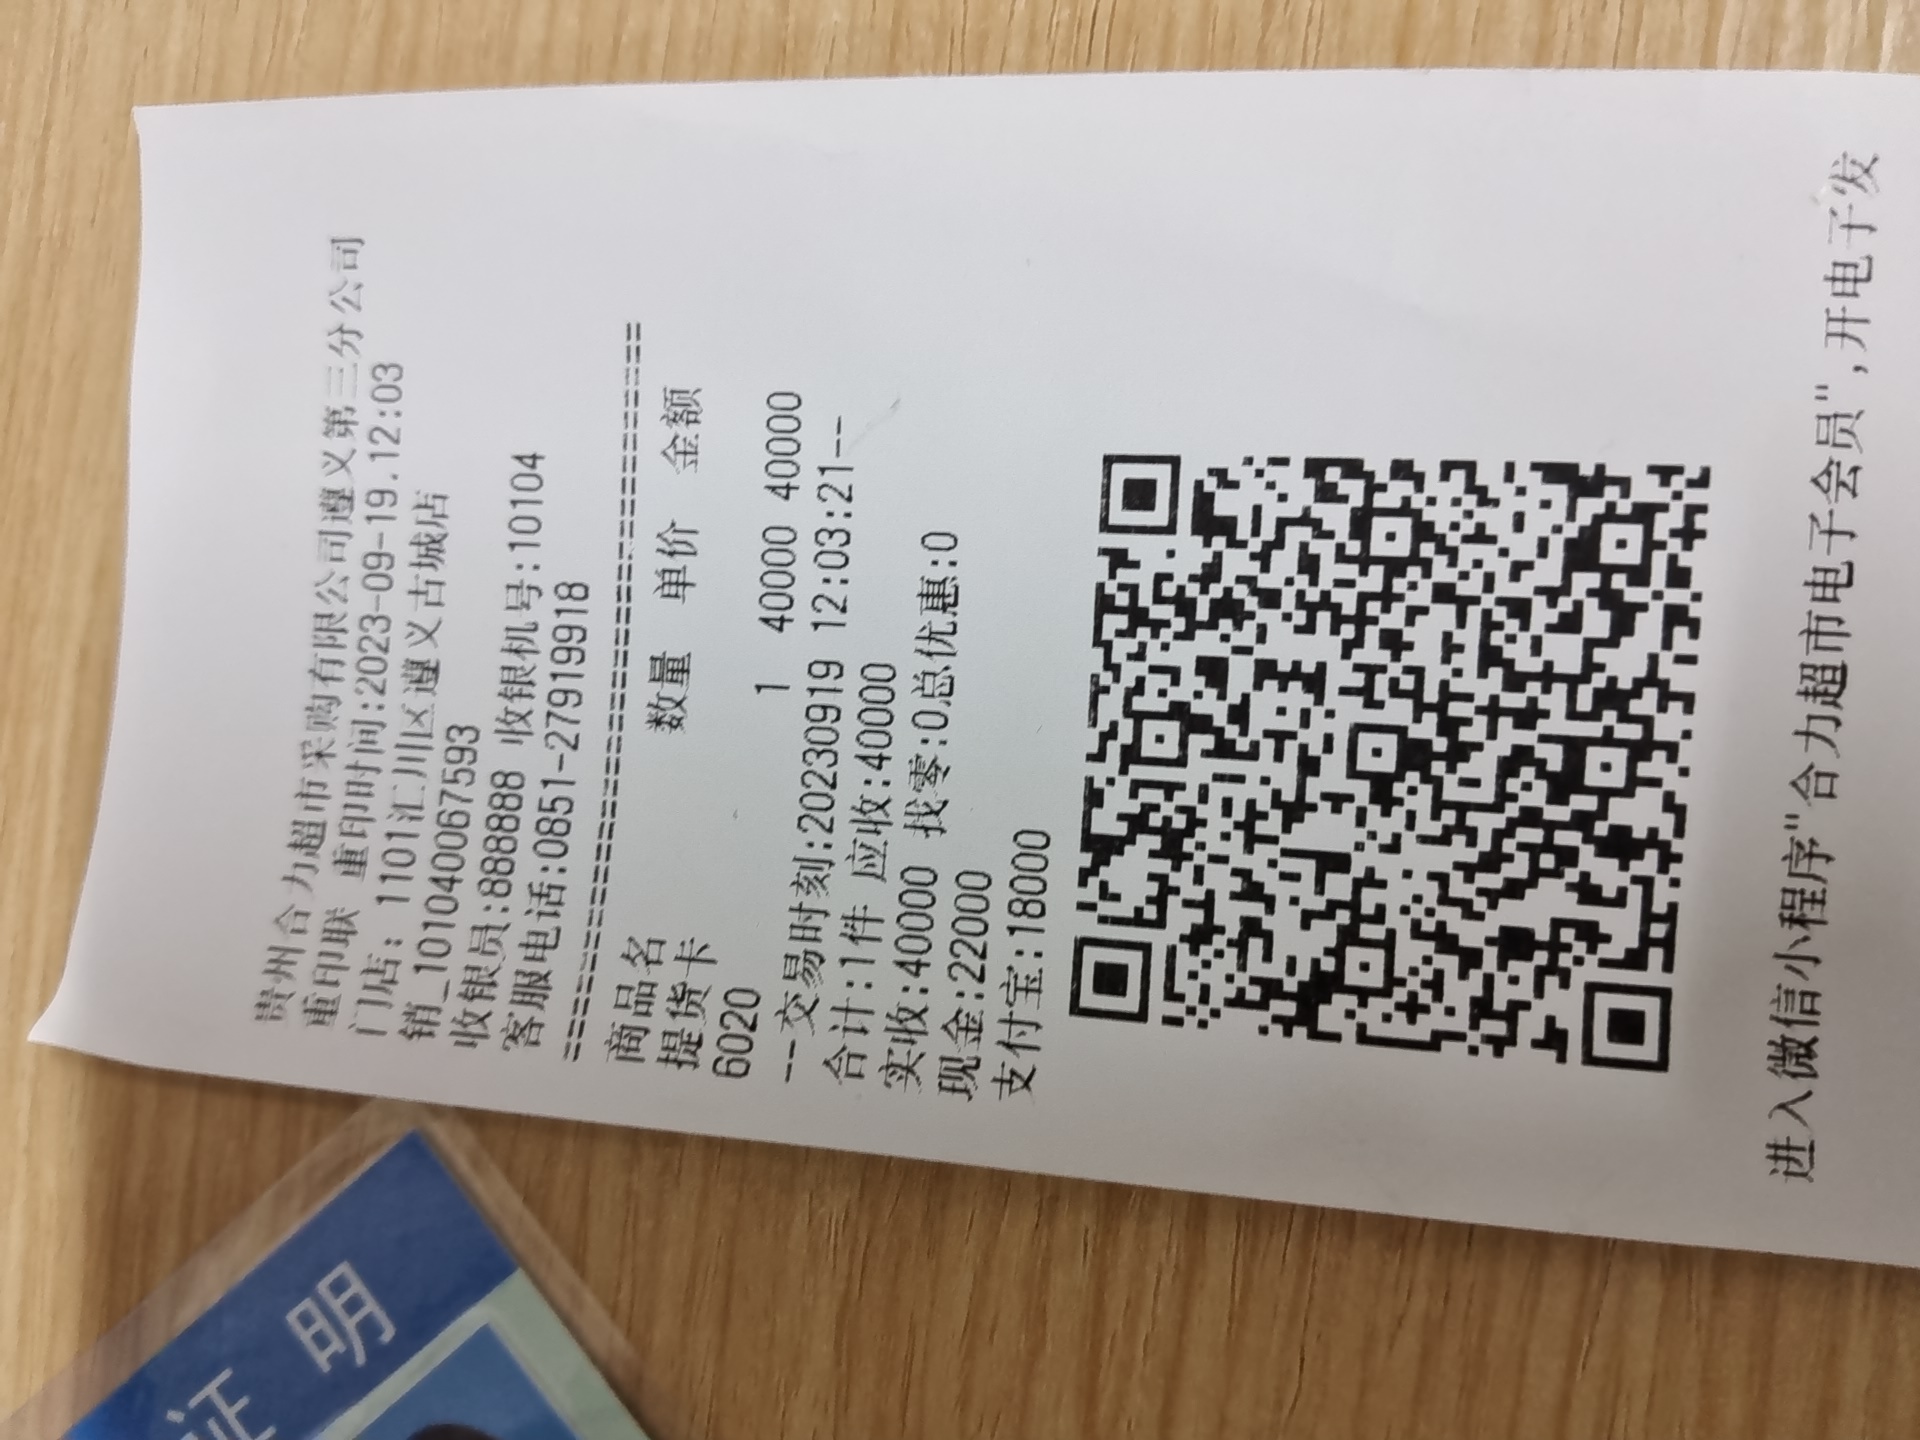 贵州合力超市采购有限公司遵义第三分公司
重印联 重印时间:2023-09-19.12:03
门店: 1101汇川区遵义古城店
销_1010400067593
收银员:888888 收银机号:10104
客服电话:0851-27919918
========================================
商品名 数量 单价 金额
提货卡
6020 1 40000 40000
--交易时刻:20230919 12:03:21---
合计:1件 应收:40000
实收:40000 找零:0总优惠:0
现金:22000
支付宝:18000
进入微信小程序"合力超市电子会员",开电子发
证 明